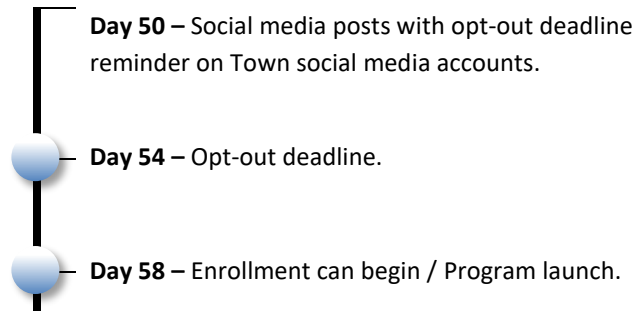 Day 50 – Social media posts with opt-out deadline
reminder on Town social media accounts.
Day 54 – Opt-out deadline.
Day 58 – Enrollment can begin / Program launch.